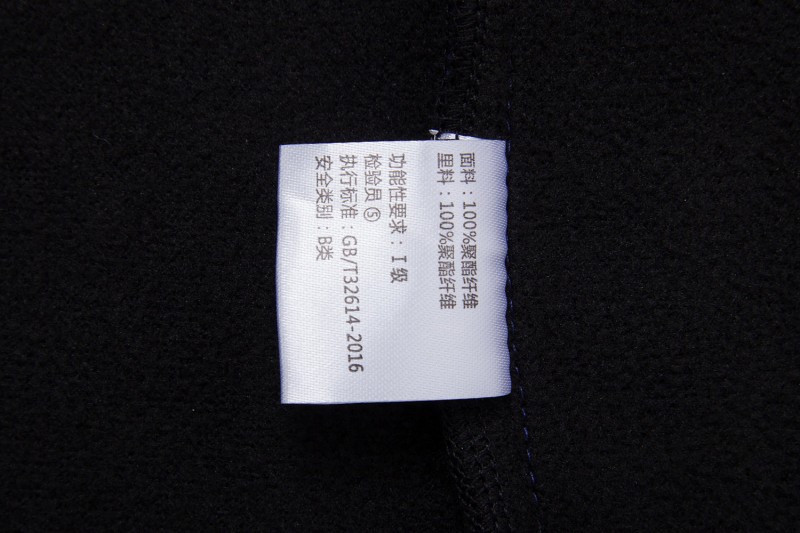 面料：100%聚酯纤维
里料：100%聚酯纤维
功能性要求：Ⅰ级
检验员⑤
执行标准：GB/T32614-2016
安全类别：B类